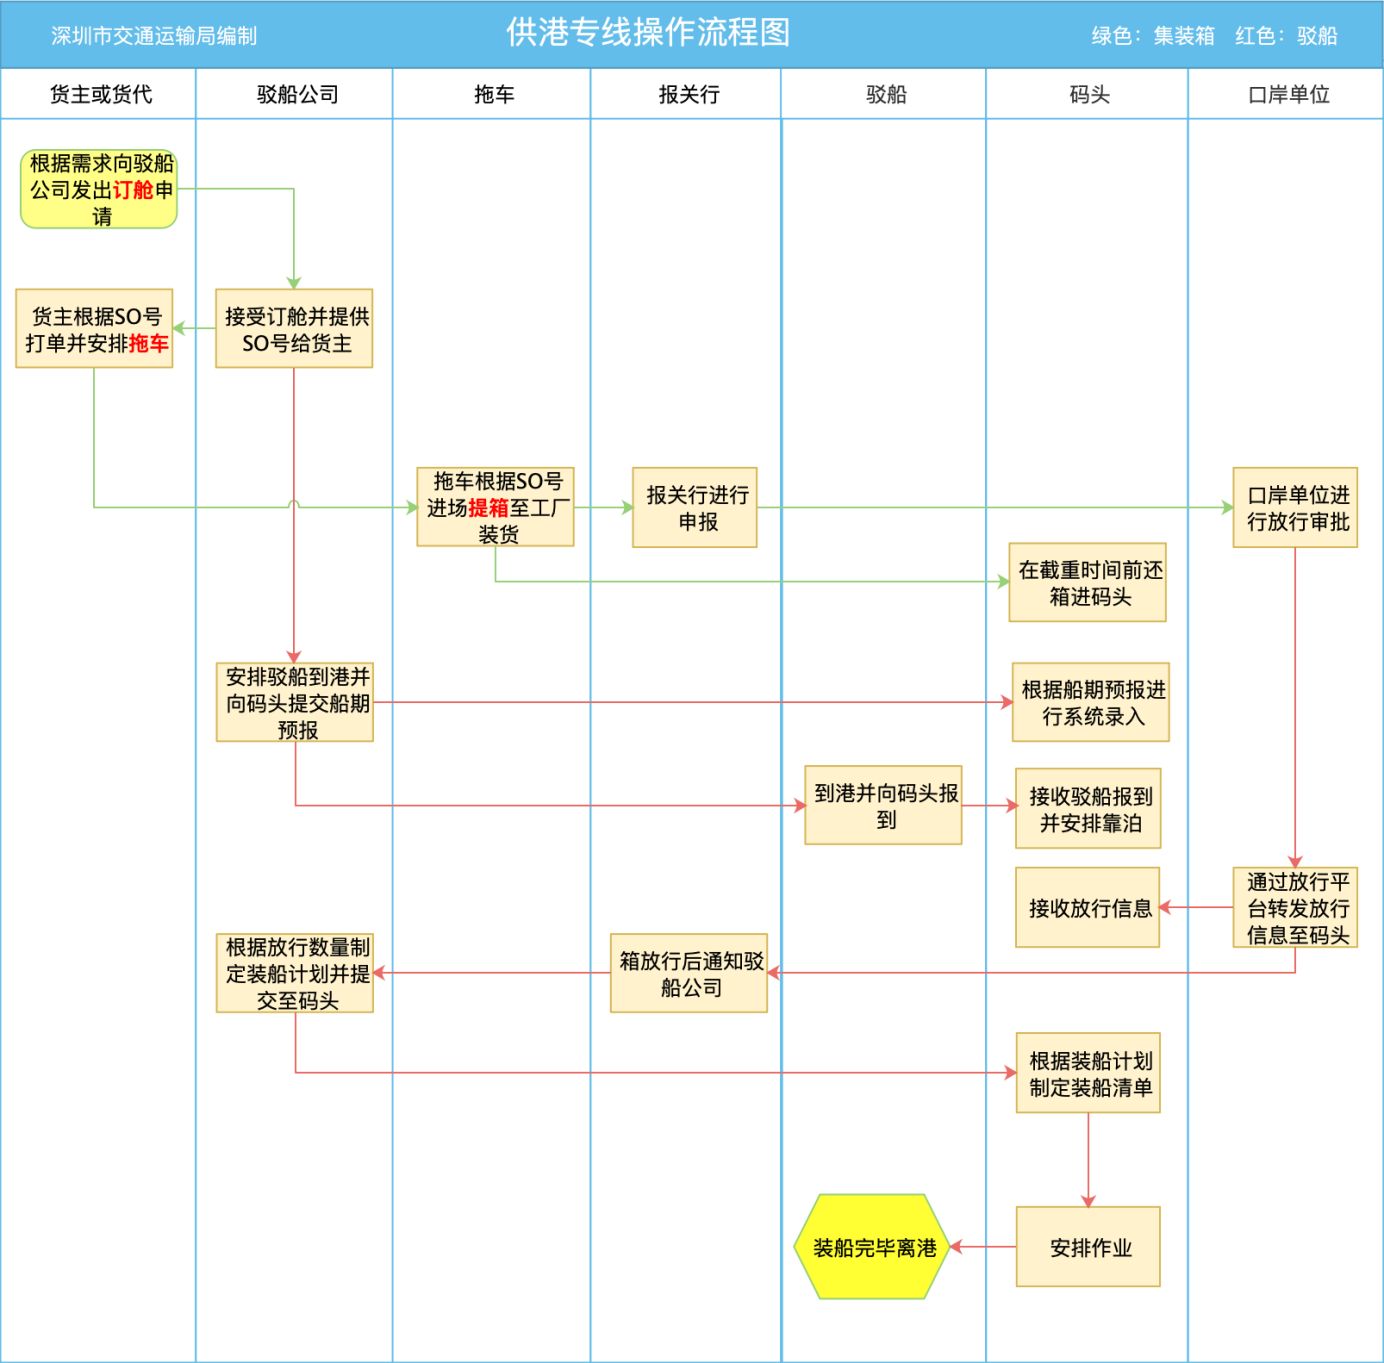 深圳市交通运输局编制
供港专线操作流程图
绿色：集装箱 红色：驳船
货主或货代
驳船公司
拖车
报关行
驳船
码头
口岸单位
根据需求向驳船
公司发出订舱申
请
货主根据SO号
打单并安排拖车
接受订舱并提供
SO号给货主
拖车根据SO号
进场提箱至工厂
装货
报关行进行
申报
口岸单位进
行放行审批
在截重时间前还
箱进码头
安排驳船到港并
向码头提交船期
预报
根据船期预报进
行系统录入
到港并向码头报
到
接收驳船报到
并安排靠泊
接收放行信息
通过放行平
台转发放行
信息至码头
根据放行数量制
定装船计划并提
交至码头
箱放行后通知驳
船公司
根据装船计划
制定装船清单
装船完毕离港
安排作业